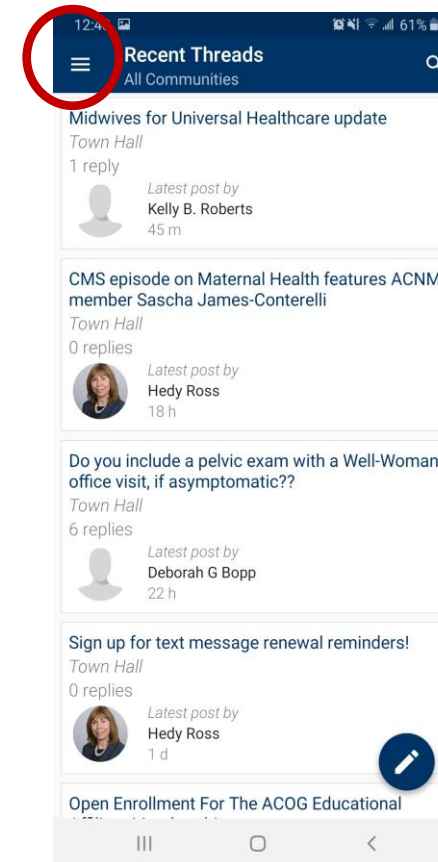 61%
Recent Threads
All Communities
Midwives for Universal Healthcare update
Town Hall
1 reply
Latest post by
Kelly B. Roberts
45 m
CMS episode on Maternal Health features ACNM
member Sascha James-Conterelli
Town Hall
0 replies
Latest post by
Hedy Ross
18 h
Do you include a pelvic exam with a Well-Woman
office visit, if asymptomatic??
Town Hall
6 replies
Latest post by
Deborah G Bopp
22 h
Sign up for text message renewal reminders!
Town Hall
0 replies
Latest post by
Hedy Ross
1 d
Open Enrollment For The ACOG Educational